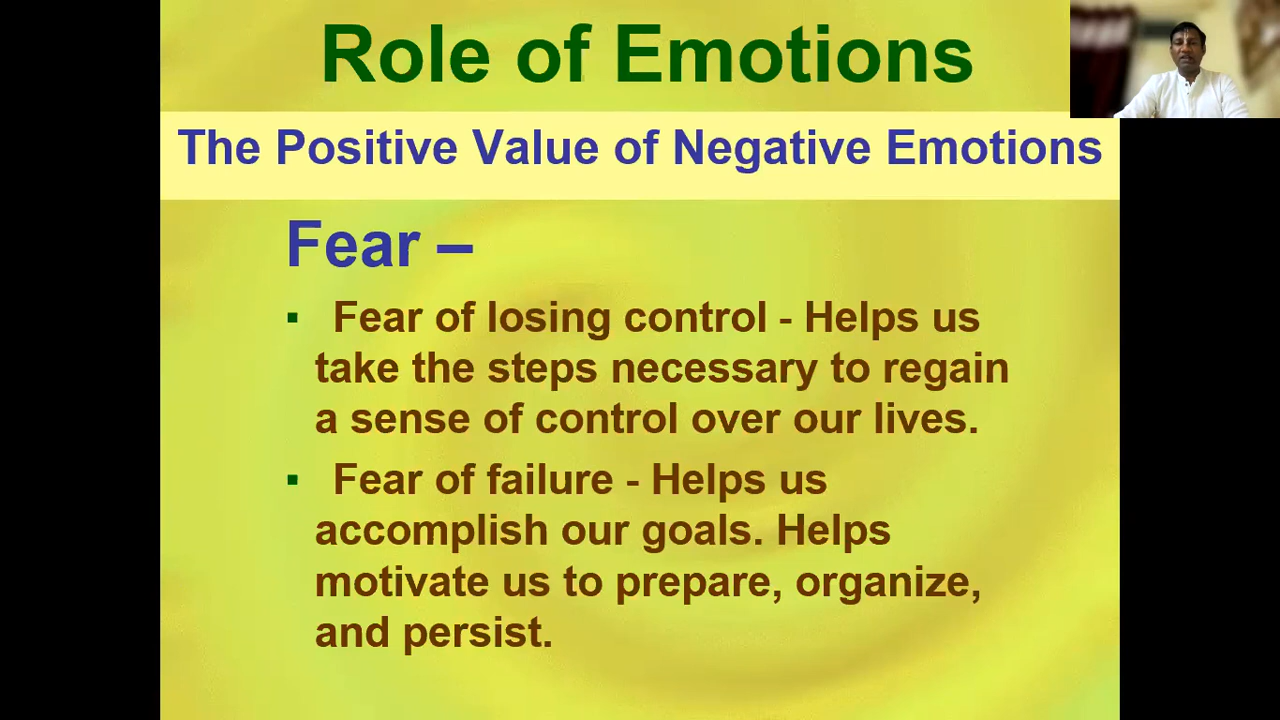 Role of Emotions
The Positive Value of Negative Emotions
Fear –
▪ Fear of losing control - Helps us
take the steps necessary to regain
a sense of control over our lives.
▪ Fear of failure - Helps us
accomplish our goals. Helps
motivate us to prepare, organize,
and persist.